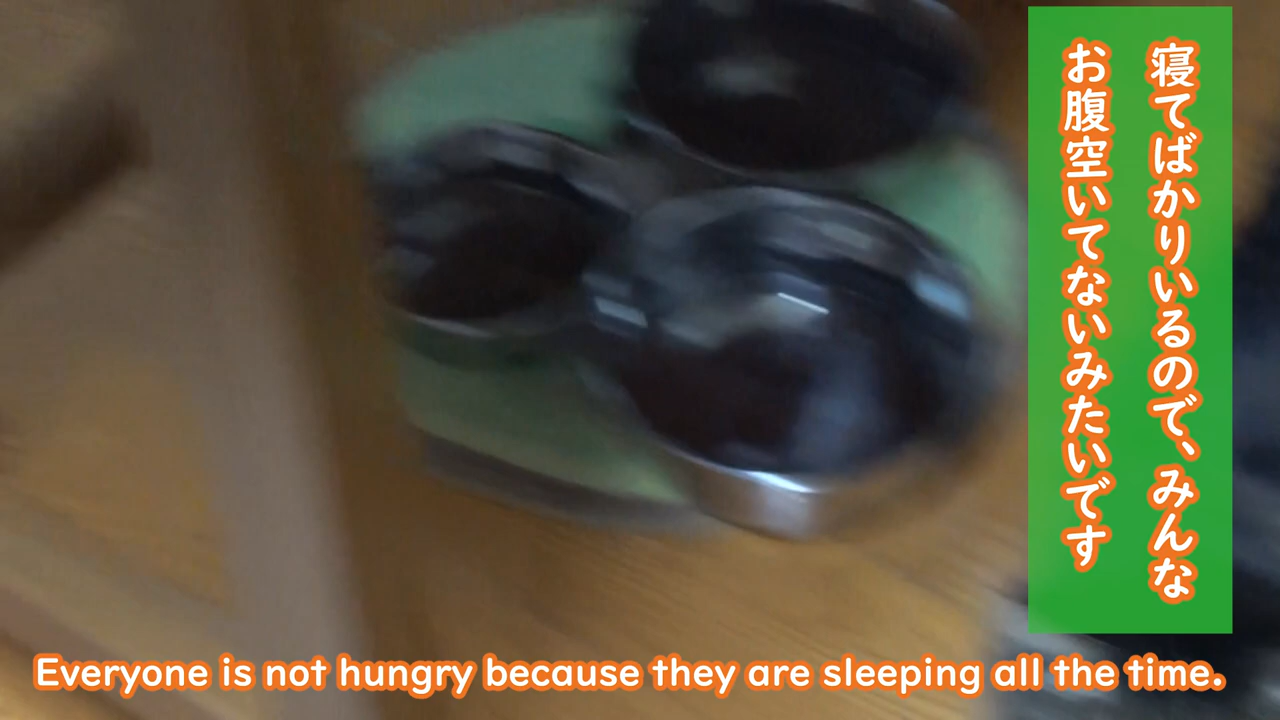 寝てばかりいるので、みんな
お腹空いてないみたいです
Everyone is not hungry because they are sleeping all the time.